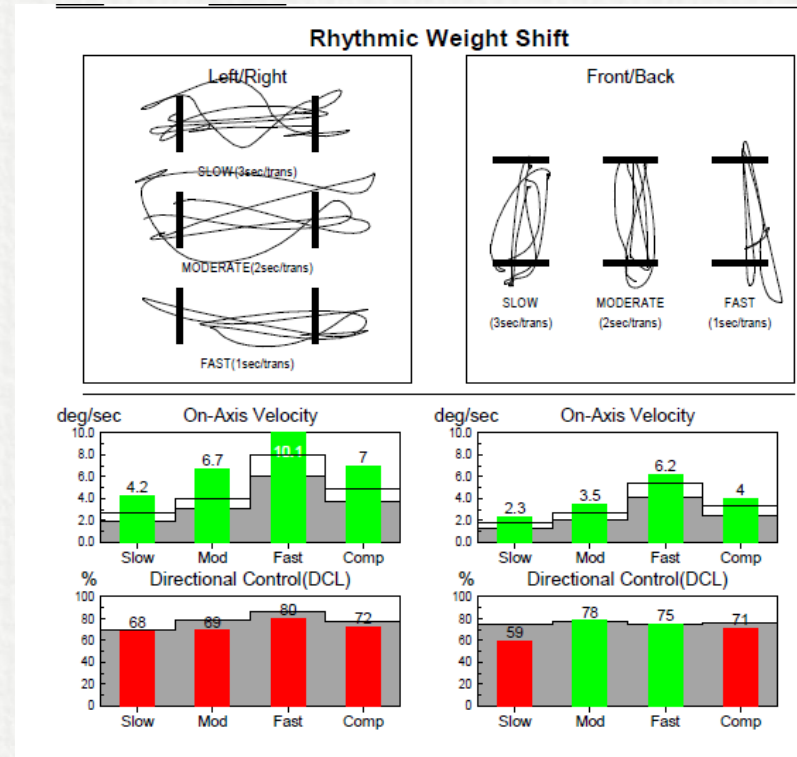 Rhythmic Weight Shift
Left/Right
SLOW(3sec/trans)
MODERATE(2sec/trans)
FAST(1sec/trans)
Front/Back
SLOW MODERATE FAST
(3sec/trans) (2sec/trans) (1sec/trans)
deg/sec On-Axis Velocity
10.0
8.0
6.0
4.0
2.0
0.0
4.2 6.7 10.1 7
Slow Mod Fast Comp
deg/sec On-Axis Velocity
10.0
8.0
6.0
4.0
2.0
0.0
2.3 3.5 6.2 4
Slow Mod Fast Comp
% Directional Control(DCL)
100
80
60
40
20
0
68 69 80 72
Slow Mod Fast Comp
% Directional Control(DCL)
100
80
60
40
20
0
59 78 75 71
Slow Mod Fast Comp